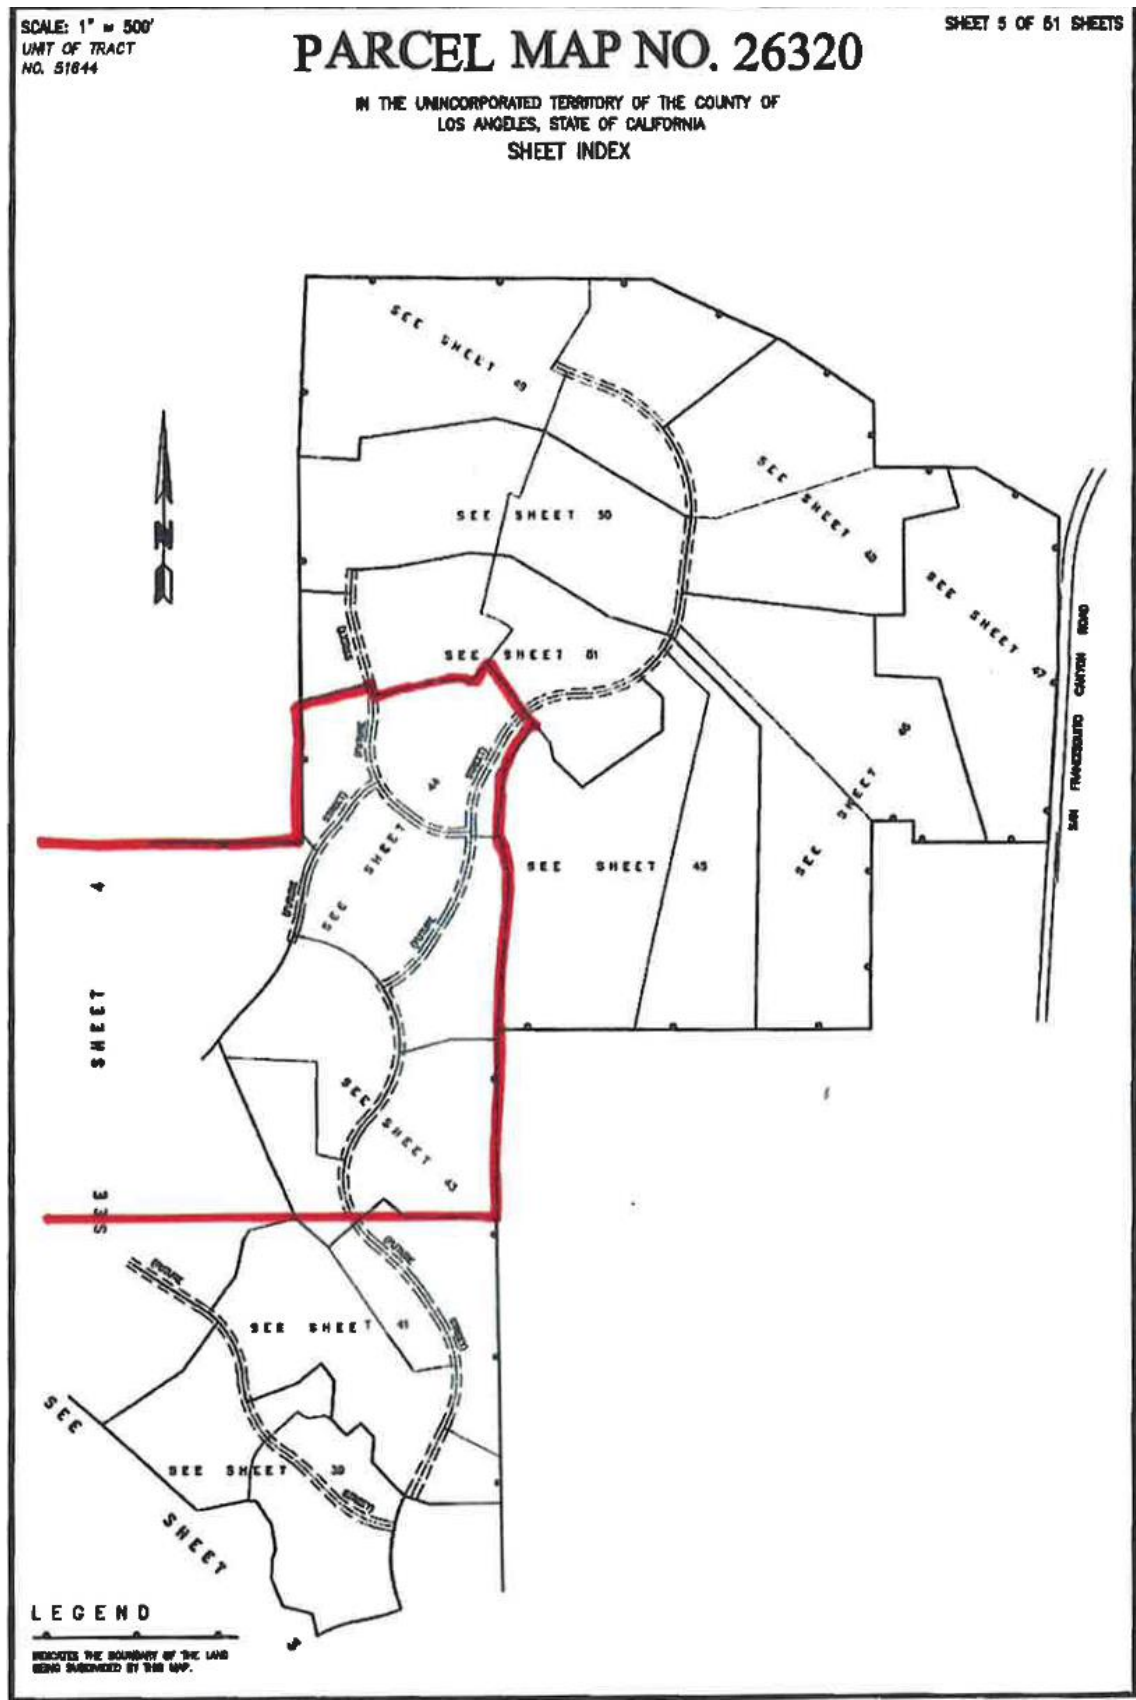 SCALE: 1" = 500'
UNIT OF TRACT
NO. 51644
SHEET 5 OF 51 SHEETS
PARCEL MAP NO. 26320
IN THE UNINCORPORATED TERRITORY OF THE COUNTY OF
LOS ANGELES, STATE OF CALIFORNIA
SHEET INDEX
SEE SHEET 49
SEE SHEET 50
SEE SHEET
SEE SHEET 47
N
SEE SHEET 51
SAN FRANCISQUITO CANYON ROAD
SEE SHEET 46
SEE SHEET 44
SEE SHEET 45
SEE SHEET 4
SEE SHEET 43
SEE SHEET 41
SEE SHEET 39
SEE SHEET 3
LEGEND
INDICATES THE BOUNDARY OF THE LAND
BEING SUBDIVIDED BY THIS MAP.